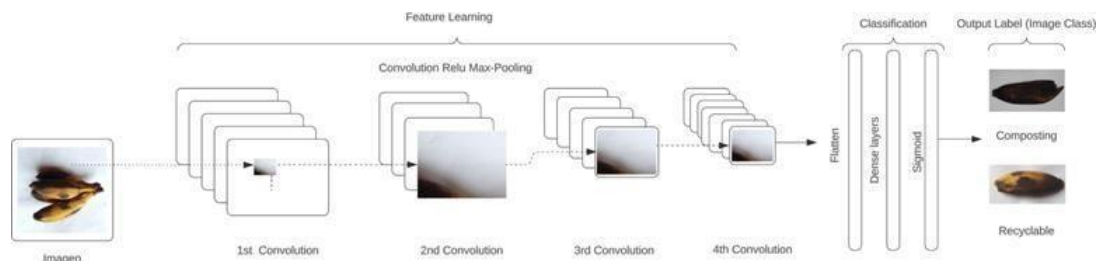 Feature Learning
Classification
Output Label (Image Class)
Convolution Relu Max-Pooling
Flatten
Dense layers
Sigmoid
Composting
Recyclable
1st Convolution
2nd Convolution
3rd Convolution
4th Convolution
Imagen